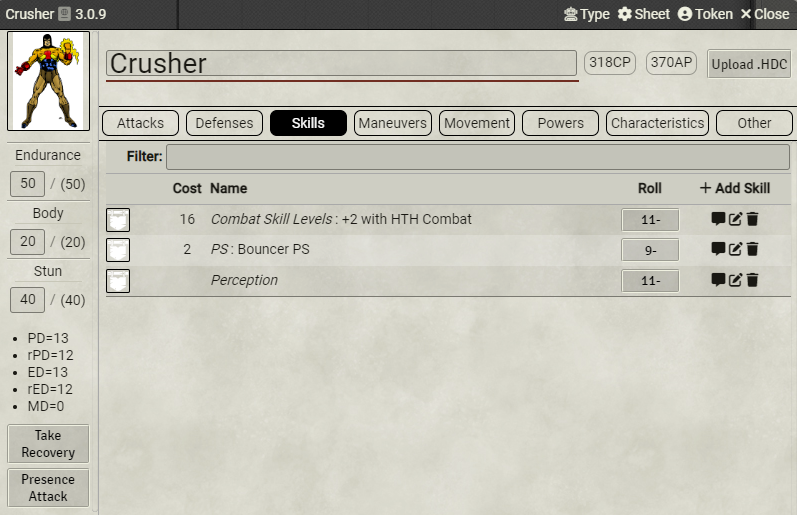 Crusher 3.0.9 Type Sheet Token Close
Crusher 318CP 370AP Upload .HDC
Attacks Defenses Skills Maneuvers Movement Powers Characteristics Other
Endurance
50 / (50)
Body
20 / (20)
Stun
40 / (40)
PD=13
rPD=12
ED=13
rED=12
MD=0
Take
Recovery
Presence
Attack
Filter:
Cost Name Roll + Add Skill
16 Combat Skill Levels : +2 with HTH Combat 11-
2 PS : Bouncer PS 9-
Perception 11-